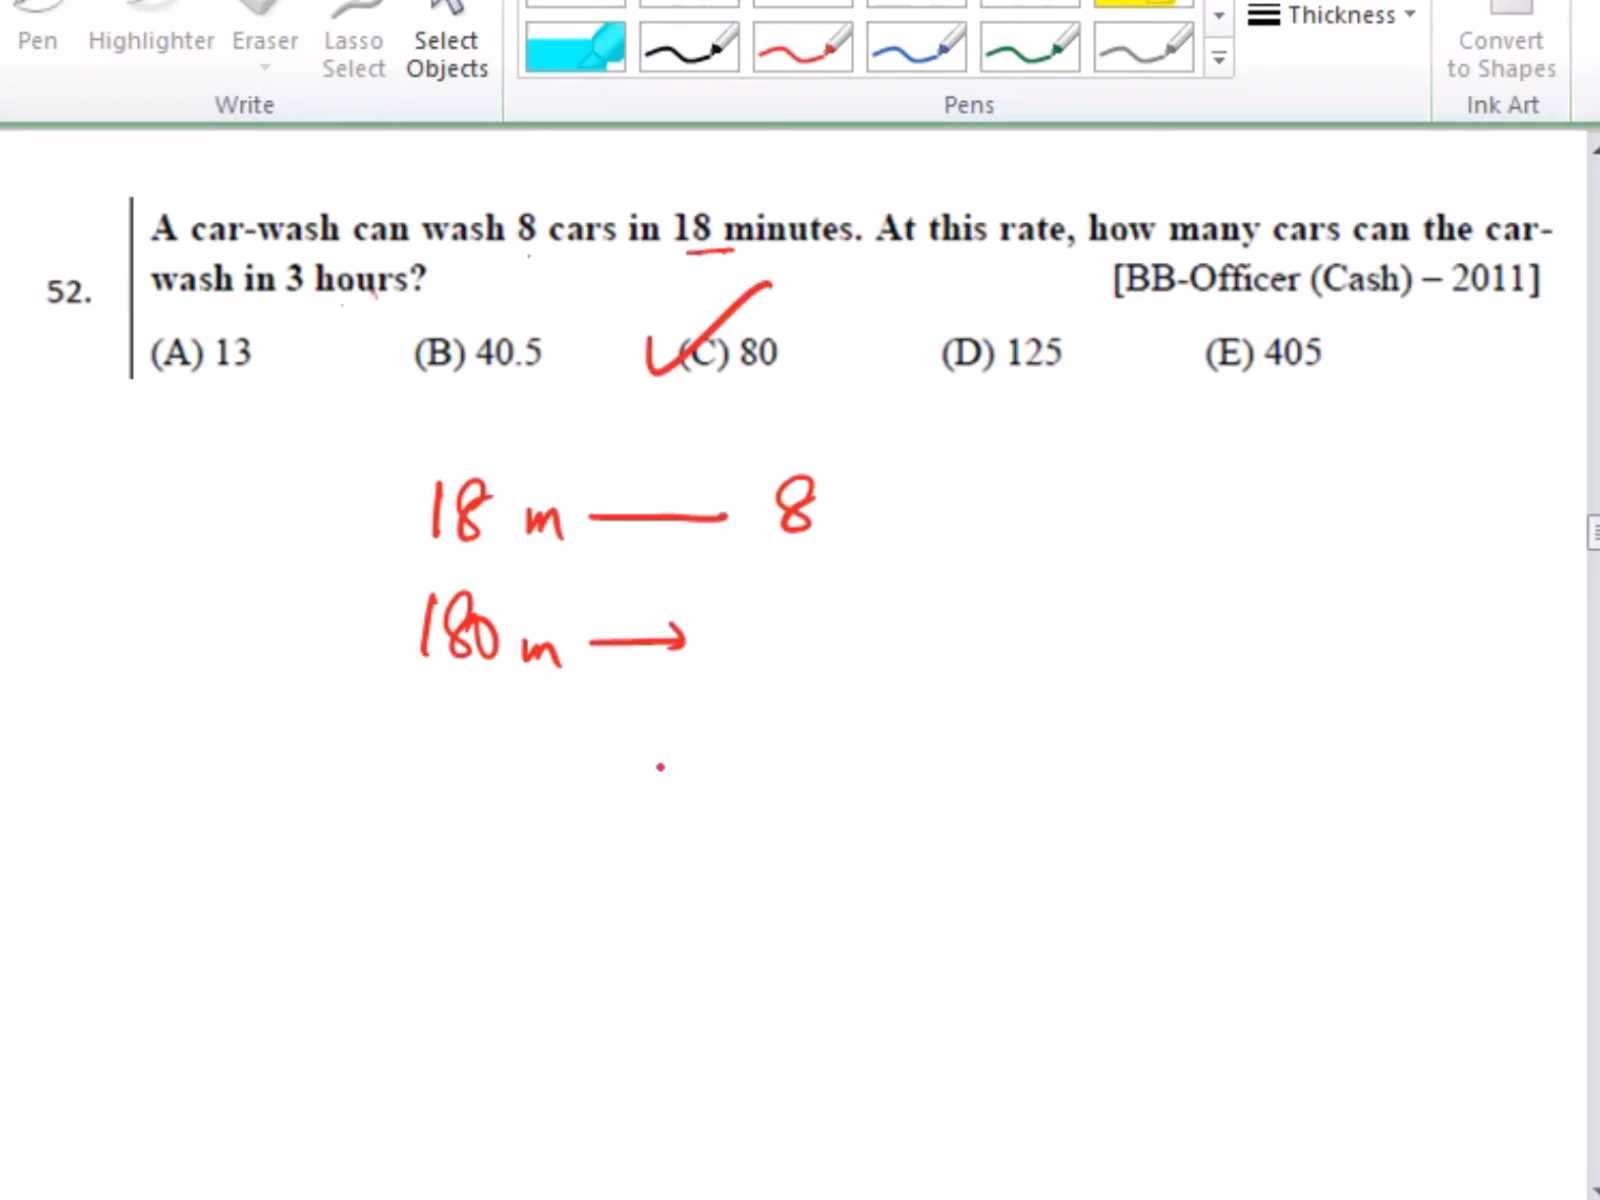 Pen Highlighter Eraser Lasso Select Select Objects
Thickness
Convert to Shapes
Write Pens Ink Art
52.
A car-wash can wash 8 cars in 18 minutes. At this rate, how many cars can the car-
wash in 3 hours? [BB-Officer (Cash) – 2011]
(A) 13 (B) 40.5 (C) 80 (D) 125 (E) 405
18 m — 8
180 m →